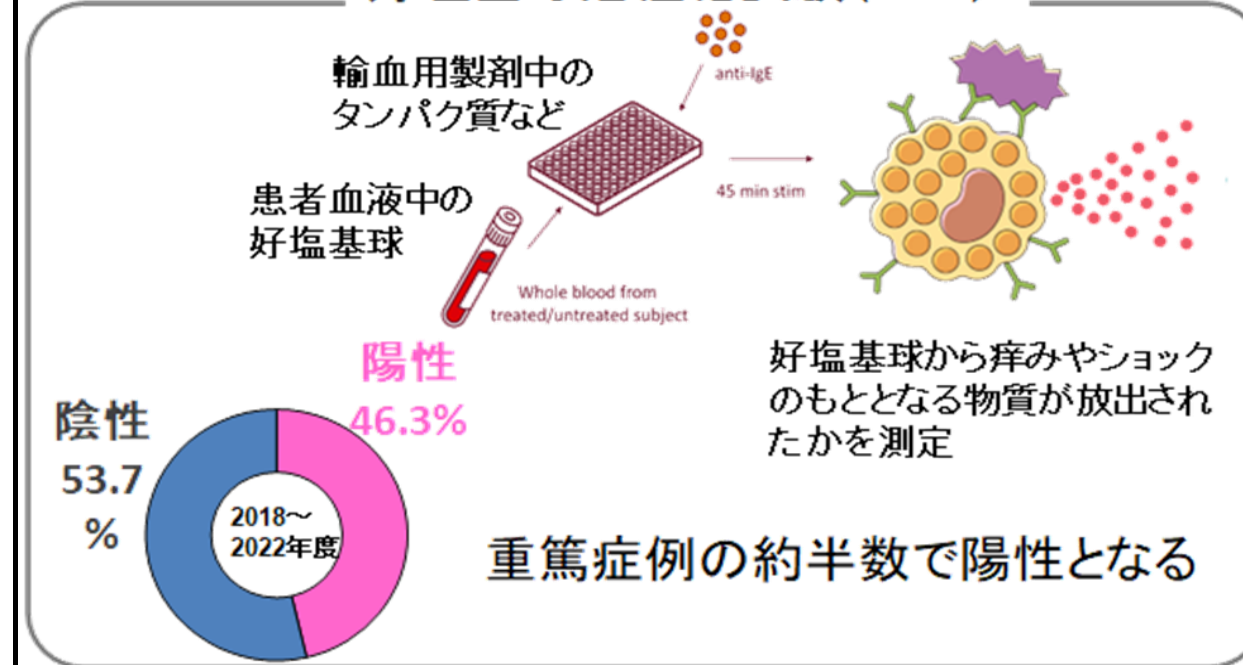 輸血用製剤中の
タンパク質など
anti-IgE
患者血液中の
好塩基球
45 min stim
Whole blood from
treated/untreated subject
好塩基球から痒みやショック
のもととなる物質が放出され
たかを測定
陽性
46.3%
陰性
53.7
%
2018～
2022年度
重篤症例の約半数で陽性となる